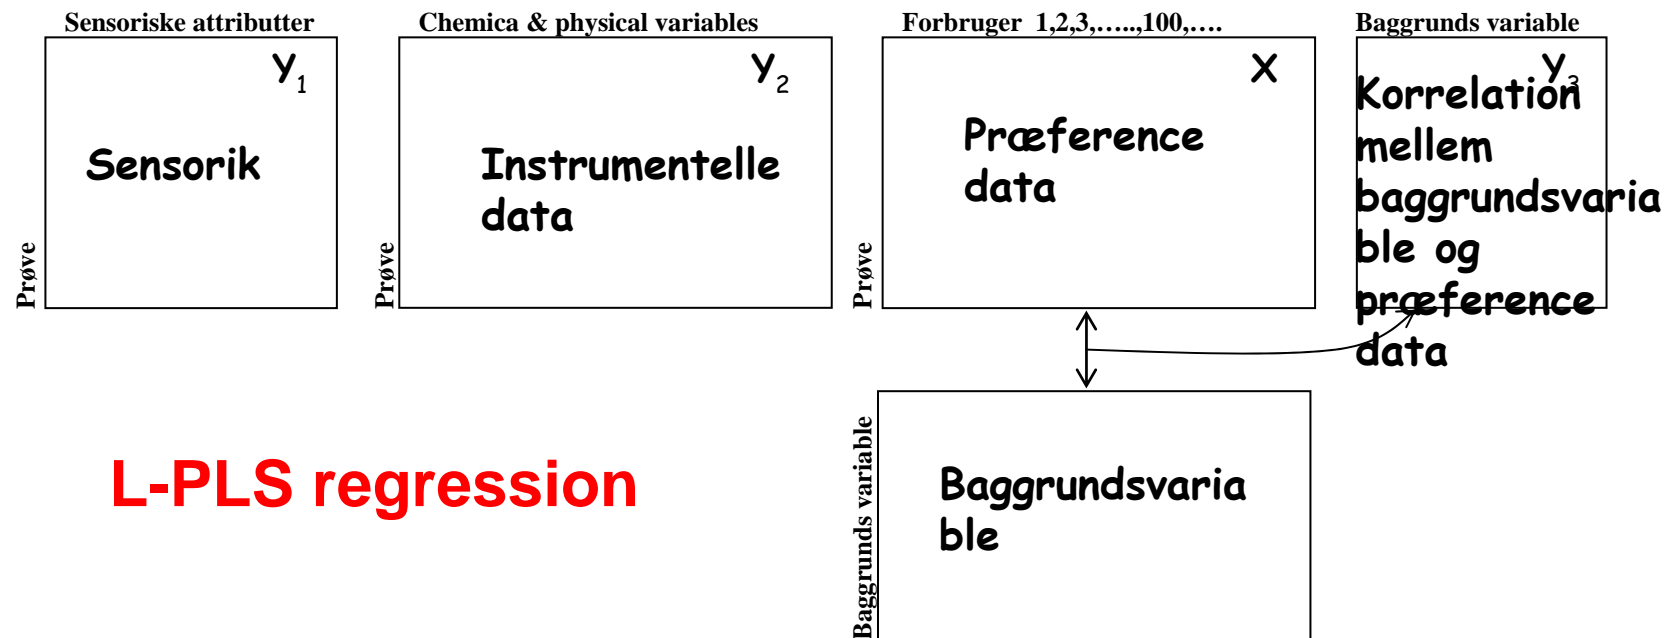 Sensoriske attributter
Y1
Sensorik
Prøve
Chemica & physical variables
Y2
Instrumentelle
data
Prøve
Forbruger 1,2,3,.....,100,....
X
Præference
data
Prøve
Baggrunds variable
Y3
Korrelation
mellem
baggrundsvaria
ble og
præference
data
L-PLS regression
Baggrunds variable
Baggrundsvaria
ble